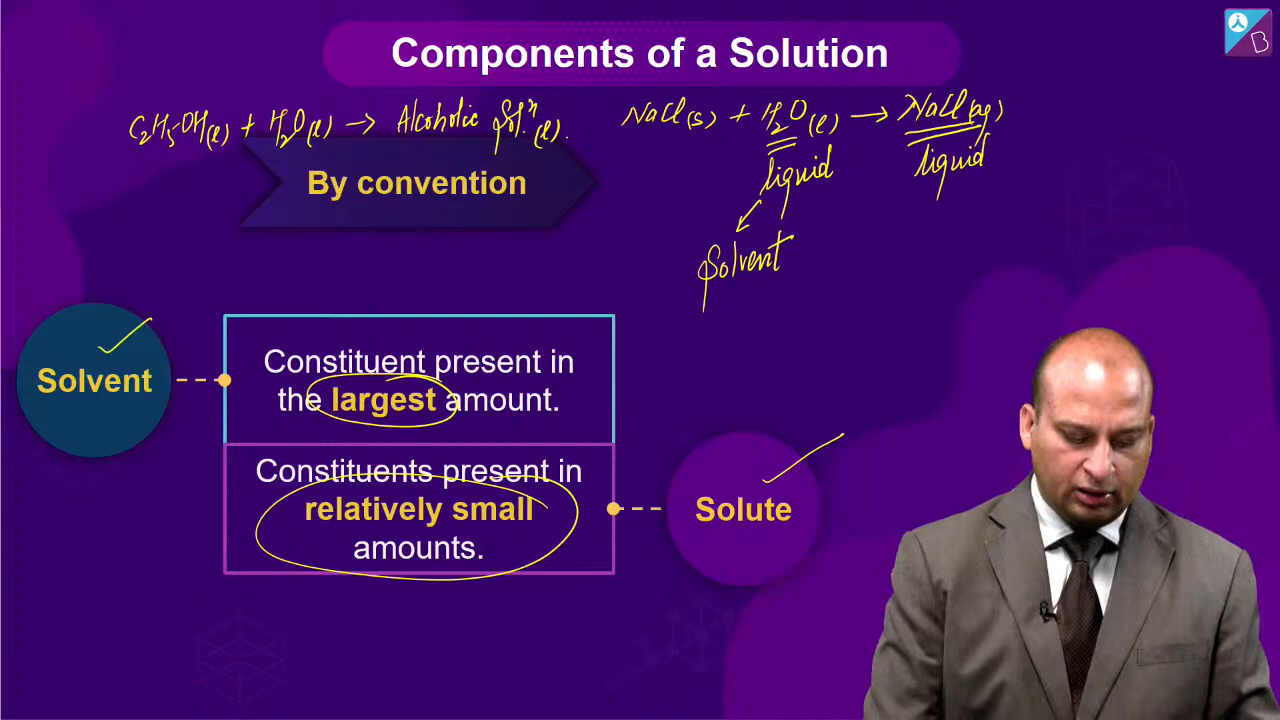 Components of a Solution
C2H5OH(l) + H2O(l) → Alcoholic Solⁿ.(l).
NaCl(s) + H2O(l) → NaCl(aq)
liquid
liquid
Solvent
By convention
Solvent
Constituent present in
the largest amount.
Constituents present in
relatively small
amounts.
Solute
B